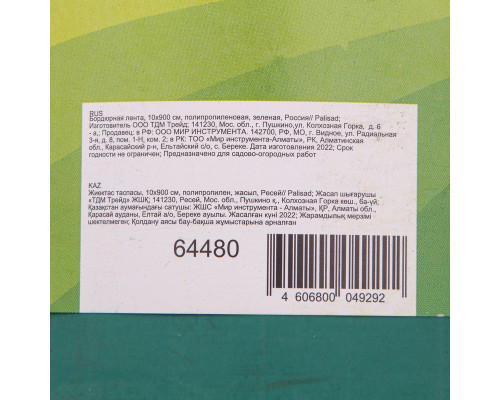 RUS
Бордюрная лента, 10х900 см, полипропиленовая, зеленая, Россия// Palisad;
Изготовитель ООО ТДМ Трейд; 141230, Мос. обл., г. Пушкино,ул. Колхозная Горка, д. 6
- а,; Продавец: в РФ: ООО МИР ИНСТРУМЕНТА. 142700, РФ, МО, г. Видное, ул. Радиальная
3-я, д. 8, пом. 1-Н, ком. 2; в РК: ТОО «Мир инструмента-Алматы», РК, Алматинская
обл., Карасайский р-н, Ельтайский с/о, с. Береке. Дата изготовления 2022; Срок
годности не ограничен; Предназначено для садово-огородных работ
KAZ
Жиектас таспасы, 10х900 см, полипропилен, жасыл, Ресей// Palisad; Жасап шығарушы
«ТДМ Трейд» ЖШҚ; 141230, Ресей, Мос. обл., Пушкино қ., Колхозная Горка көш., 6а-үй;
Қазақстан аумағындағы сатушы: ЖШС «Мир инструмента - Алматы», ҚР, Алматы обл.,
Қарасай ауданы, Елтай а/о, Береке ауылы. Жасалған күні 2022; Жарамдылық мерзімі
шектелмеген; Қолдану аясы бау-бақша жұмыстарына арналған
64480
4 606800 049292